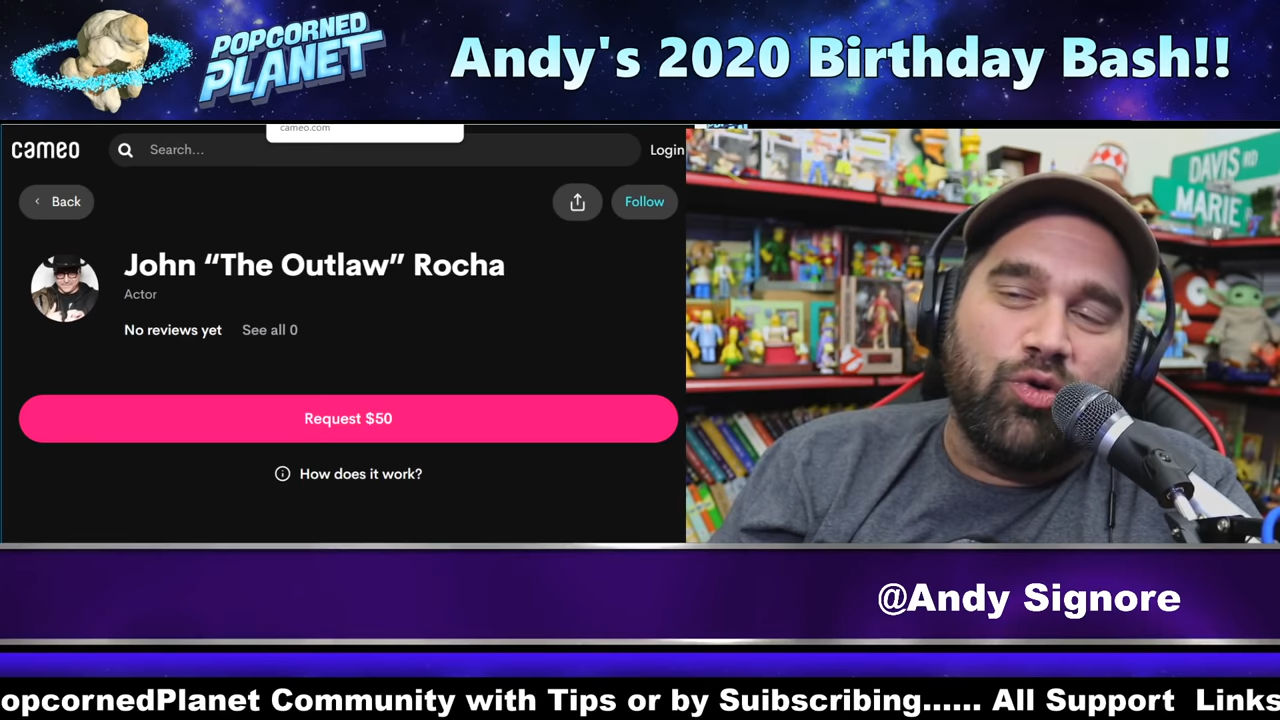 POPCORNED
PLANET
Andy's 2020 Birthday Bash!!
cameo.com
cameo
Search...
Login
Back
Follow
John “The Outlaw” Rocha
Actor
No reviews yet
See all 0
Request $50
How does it work?
DAVIS RD
MARIE
@Andy Signore
opcornedPlanet Community with Tips or by Suibscribing...... All Support Links